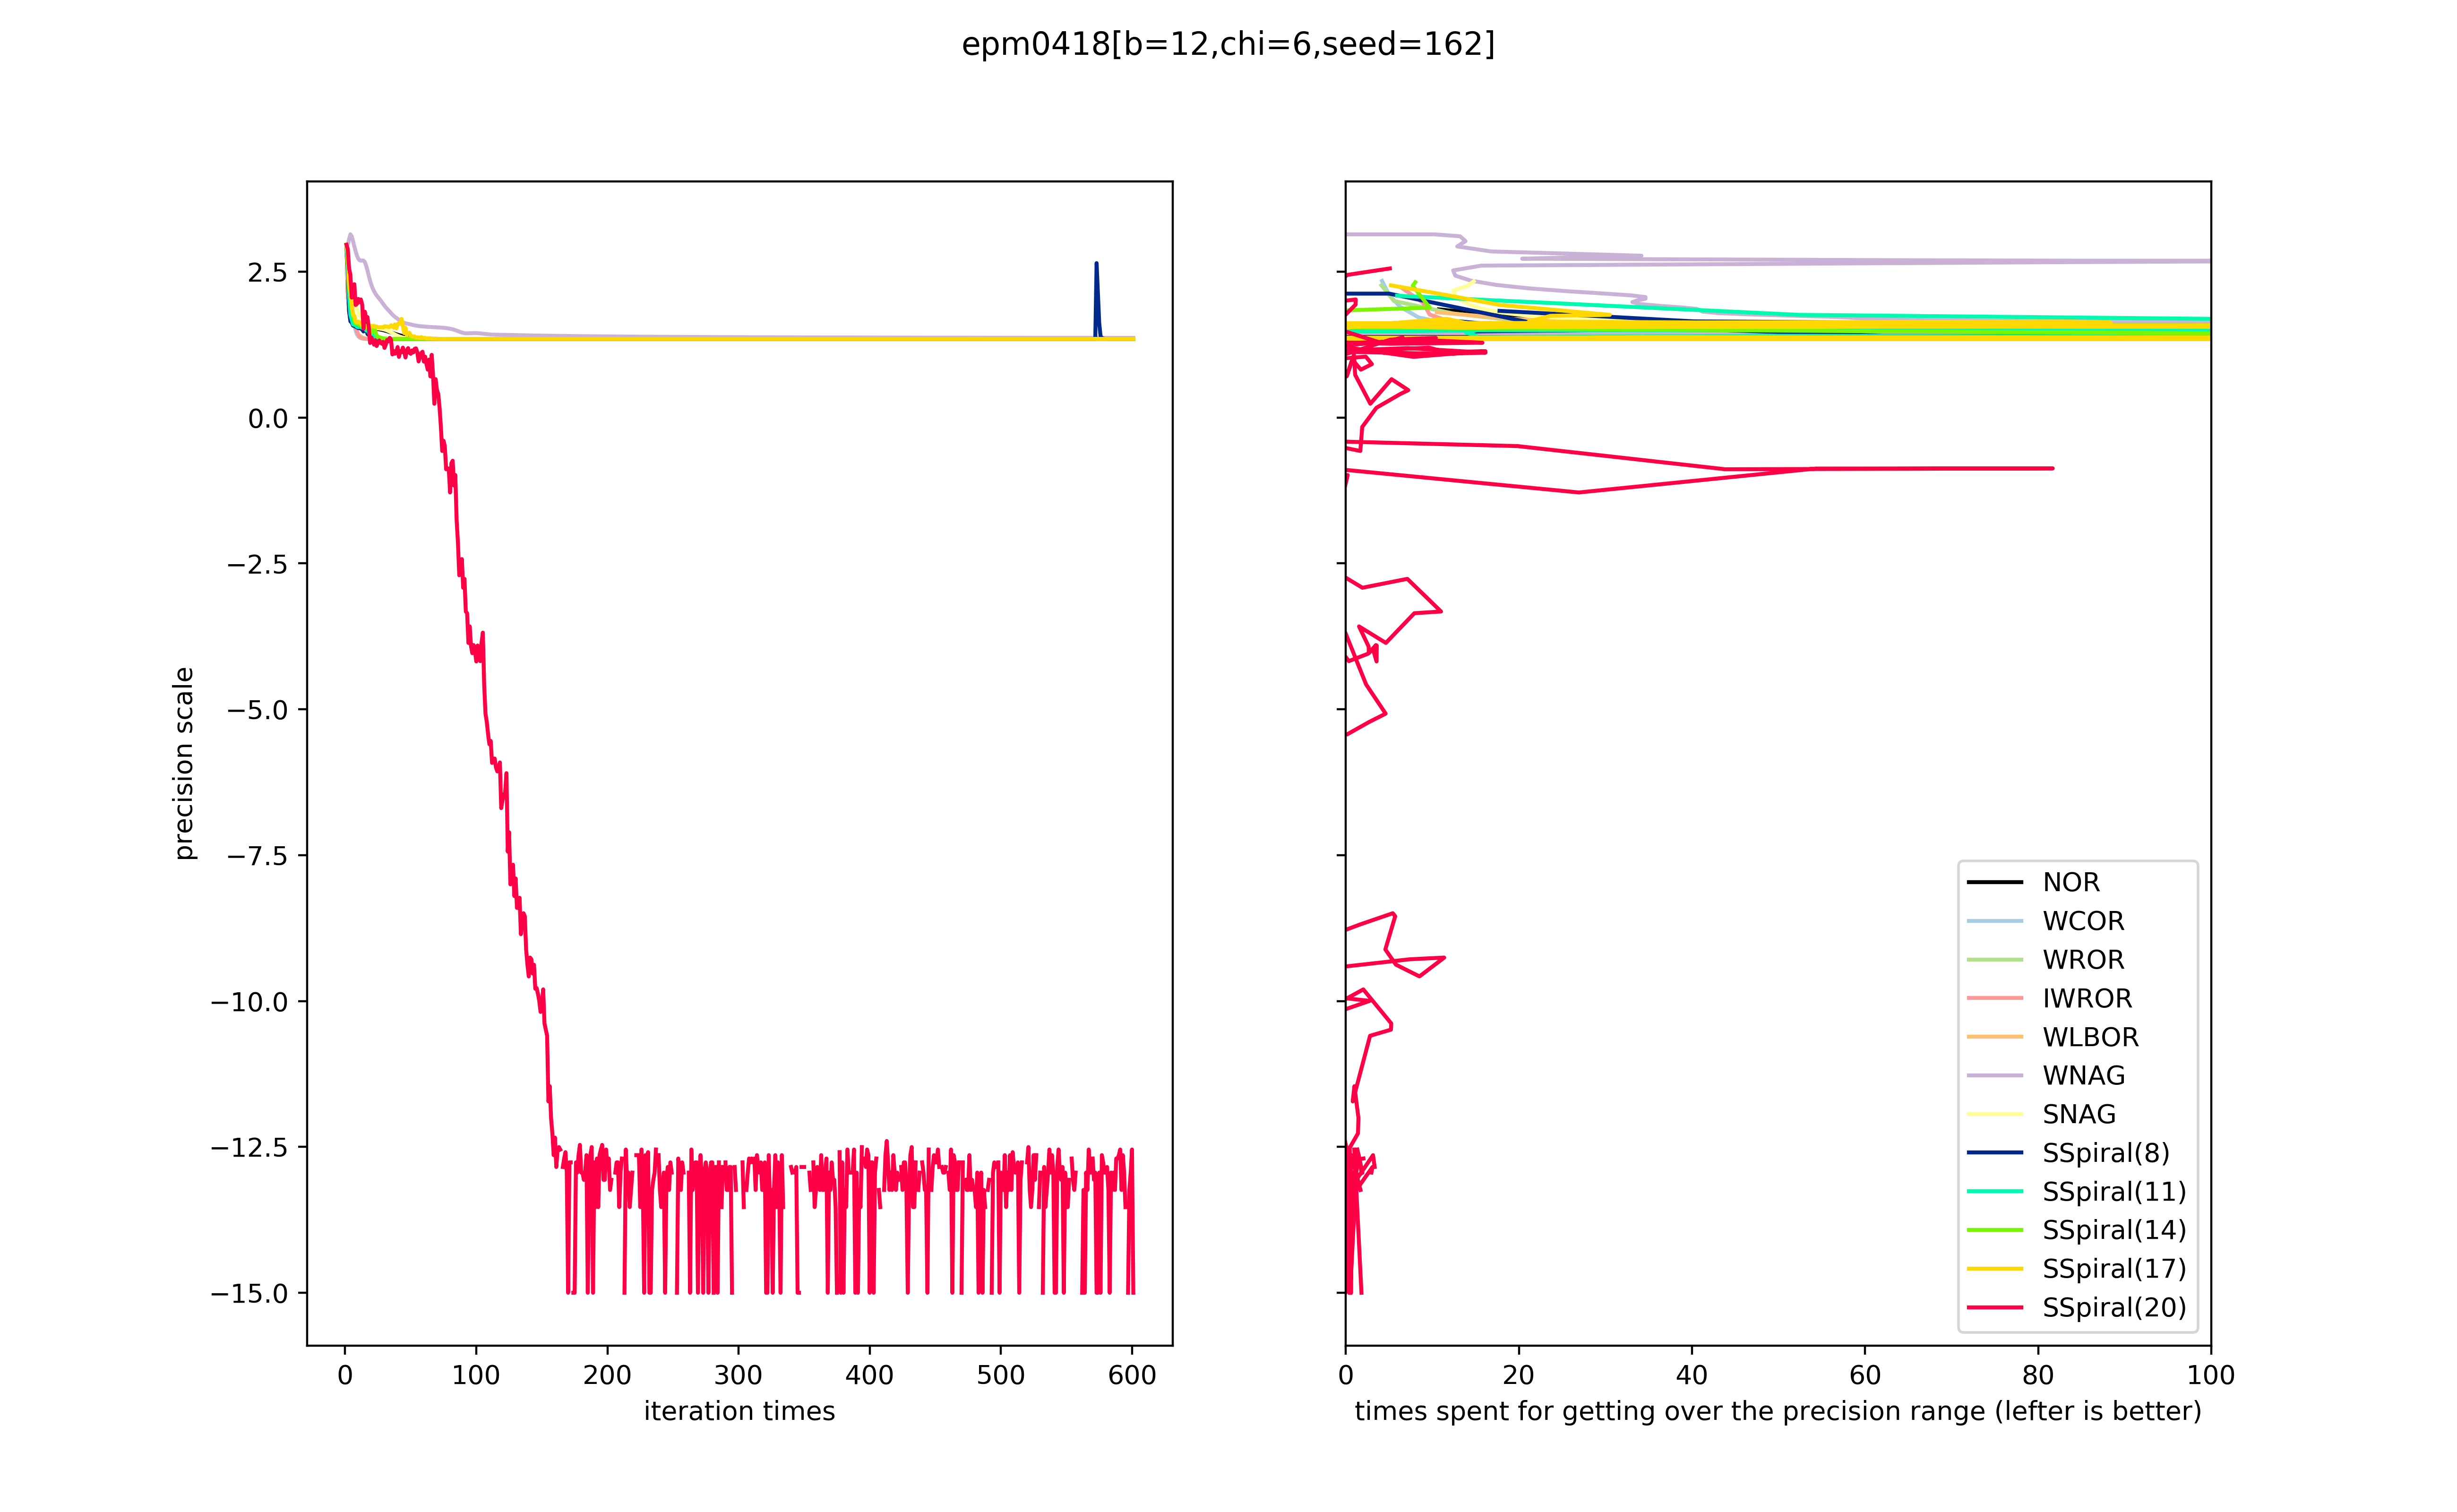 epm0418[b=12,chi=6,seed=162]
precision scale
2.5
0.0
−2.5
−5.0
−7.5
−10.0
−12.5
−15.0
0 100 200 300 400 500 600
iteration times
NOR
WCOR
WROR
IWROR
WLBOR
WNAG
SNAG
SSpiral(8)
SSpiral(11)
SSpiral(14)
SSpiral(17)
SSpiral(20)
0 20 40 60 80 100
times spent for getting over the precision range (lefter is better)